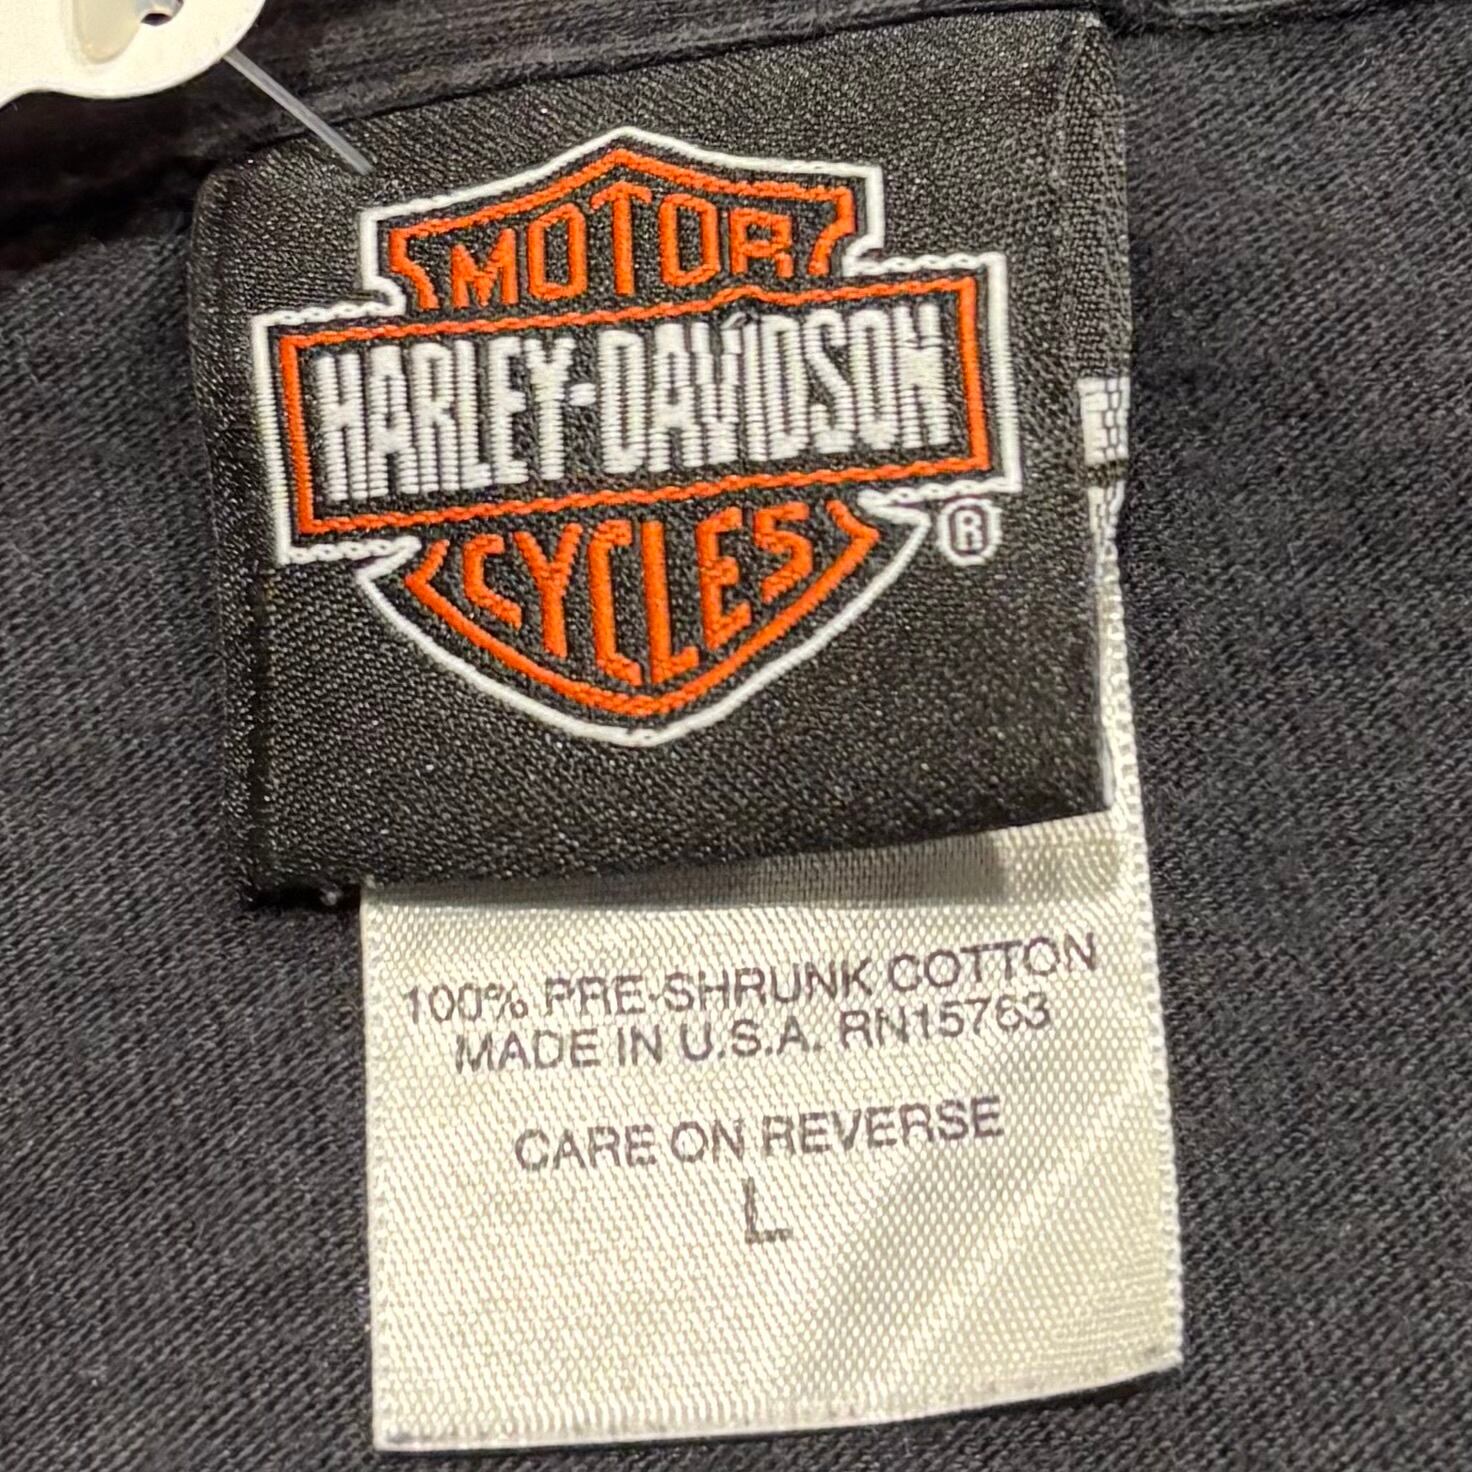 MOTOR
HARLEY-DAVIDSON
CYCLES
®
100% PRE-SHRUNK COTTON
MADE IN U.S.A. RN15763
CARE ON REVERSE
L